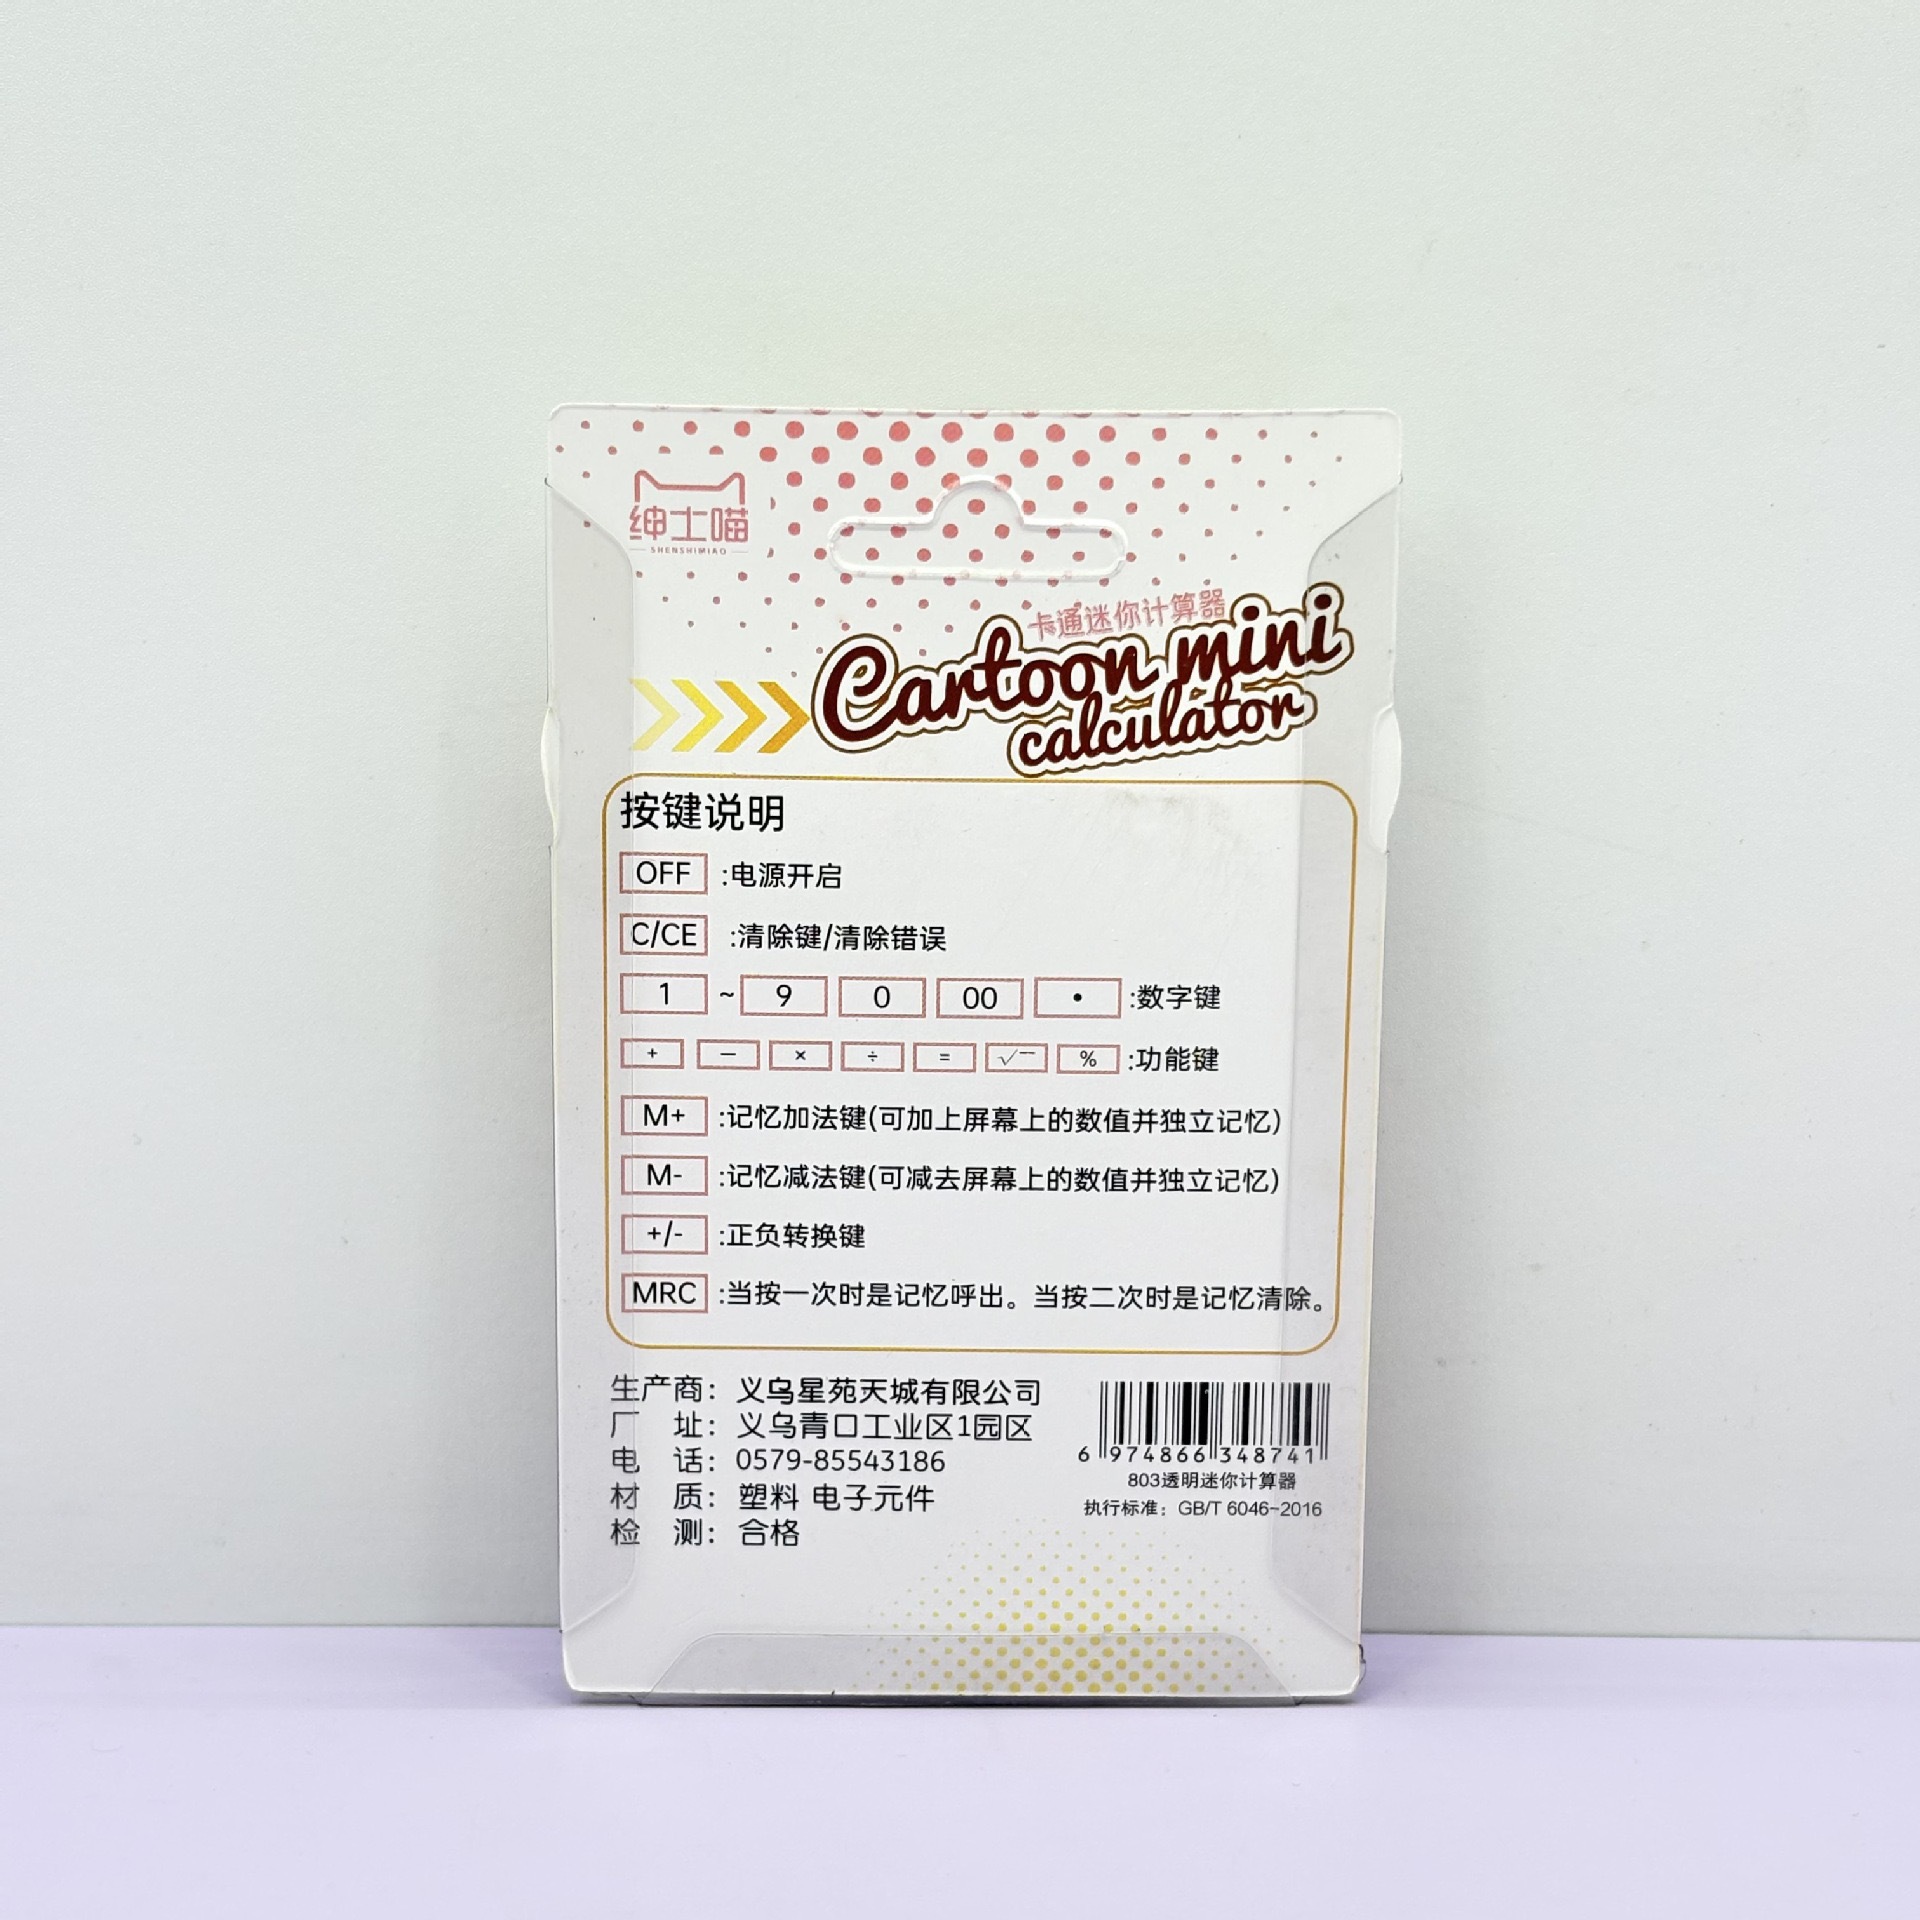 绅士喵
SHENSHIMIAO
卡通迷你计算器
Cartoon mini
calculator
按键说明
OFF :电源开启
C/CE :清除键/清除错误
1 ~ 9 0 00 • :数字键
+ − × ÷ = √ % :功能键
M+ :记忆加法键(可加上屏幕上的数值并独立记忆)
M- :记忆减法键(可减去屏幕上的数值并独立记忆)
+/- :正负转换键
MRC :当按一次时是记忆呼出。当按二次时是记忆清除。
生产商：义乌星苑天城有限公司
厂 址：义乌青口工业区1园区
电 话：0579-85543186
材 质：塑料 电子元件
检 测：合格
6 974866 348741
803透明迷你计算器
执行标准：GB/T 6046-2016